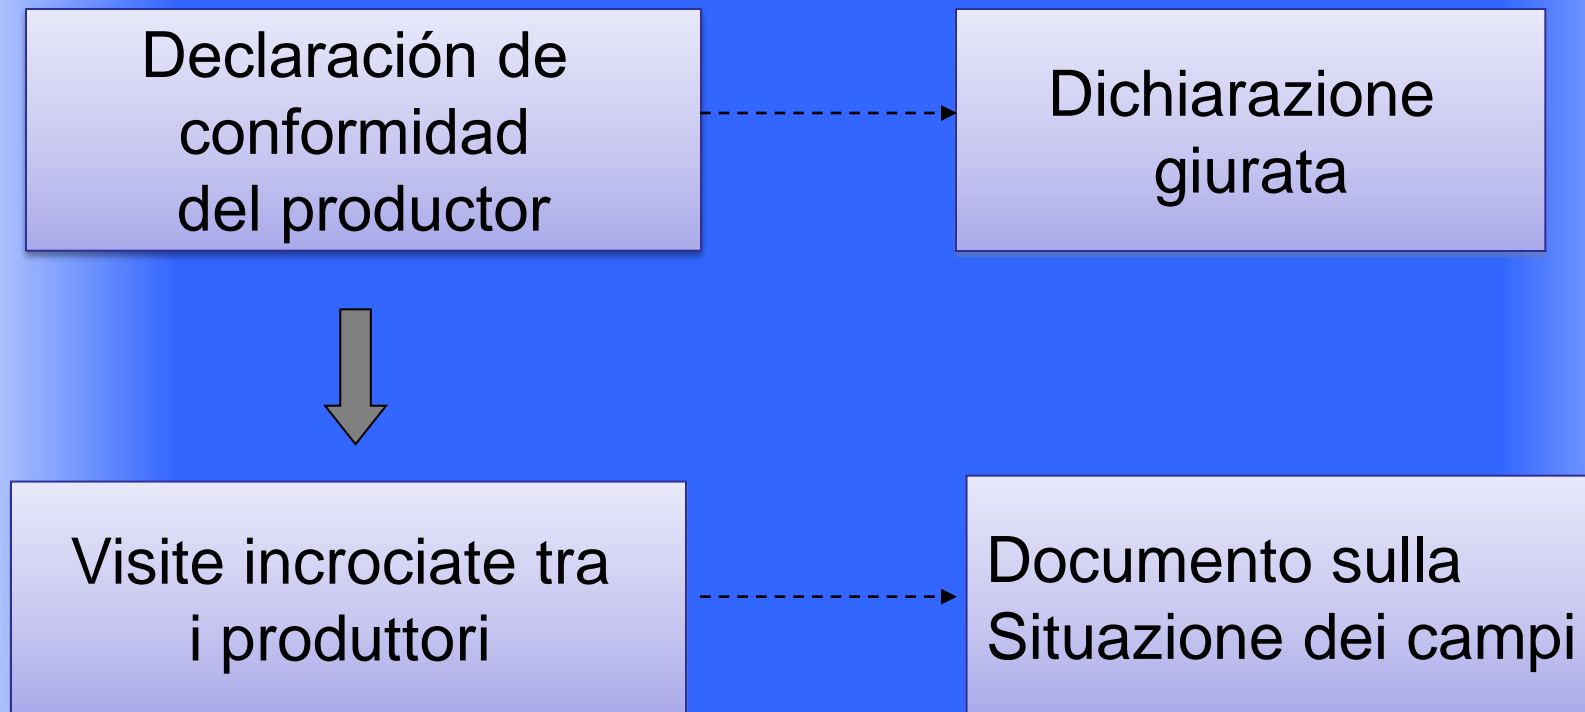 Declaración de
conformidad
del productor
Dichiarazione
giurata
Visite incrociate tra
i produttori
Documento sulla
Situazione dei campi